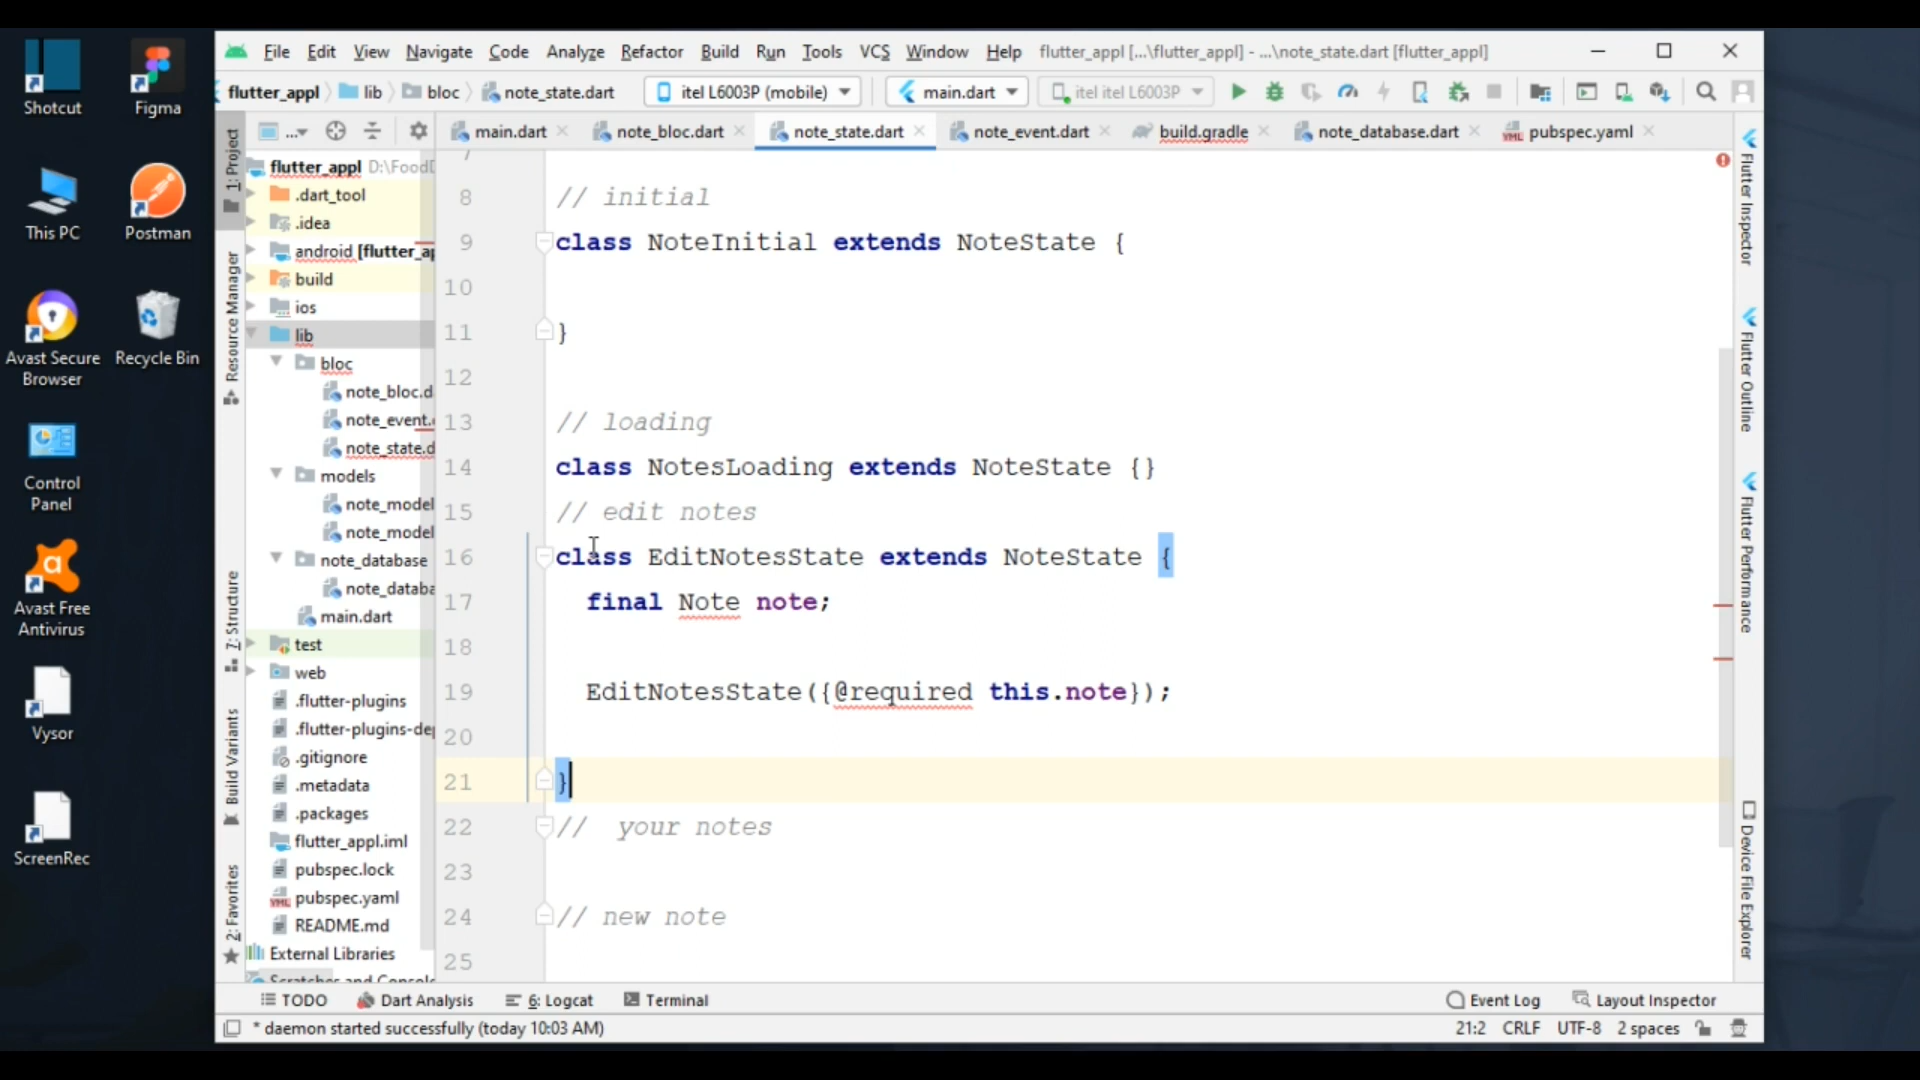 Shotcut
Figma
This PC
Postman
Avast Secure
Browser
Recycle Bin
Control
Panel
Avast Free
Antivirus
Vysor
ScreenRec
File Edit View Navigate Code Analyze Refactor Build Run Tools VCS Window Help flutter_appl [...\flutter_appl] - ...\note_state.dart [flutter_appl]
flutter_appl lib bloc note_state.dart itel L6003P (mobile) main.dart itel itel L6003P
... main.dart note_bloc.dart note_state.dart note_event.dart build.gradle note_database.dart pubspec.yaml
1: Project
Resource Manager
7: Structure
Build Variants
2: Favorites
flutter_appl D:\Food
.dart_tool
.idea
android [flutter_ap
build
ios
lib
bloc
note_bloc.d
note_event.
note_state.d
models
note_model
note_model
note_database
note_databa
main.dart
test
web
.flutter-plugins
.flutter-plugins-de
.gitignore
.metadata
.packages
flutter_appl.iml
pubspec.lock
pubspec.yaml
README.md
External Libraries
Scratches and Console
7
8 // initial
9 class NoteInitial extends NoteState {
10
11 }
12
13 // loading
14 class NotesLoading extends NoteState {}
15 // edit notes
16 class EditNotesState extends NoteState {
17 final Note note;
18
19 EditNotesState({@required this.note});
20
21 }
22 // your notes
23
24 // new note
25
Flutter Inspector
Flutter Outline
Flutter Performance
Device File Explorer
TODO Dart Analysis 6: Logcat Terminal Event Log Layout Inspector
* daemon started successfully (today 10:03 AM) 21:2 CRLF UTF-8 2 spaces